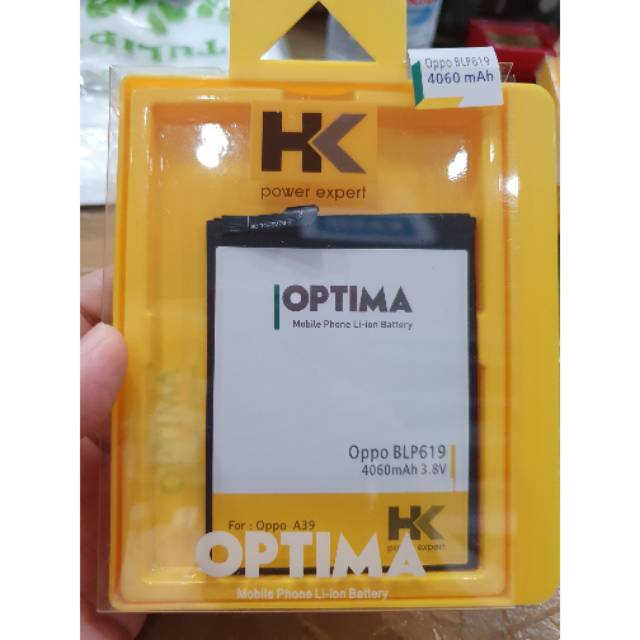 Oppo BLP619
4060 mAh
HK
power expert
OPTIMA
Mobile Phone Li-ion Battery
Oppo BLP619
4060mAh 3.8V
For : Oppo A39
HK
power expert
OPTIMA
Mobile Phone Li-Ion Battery